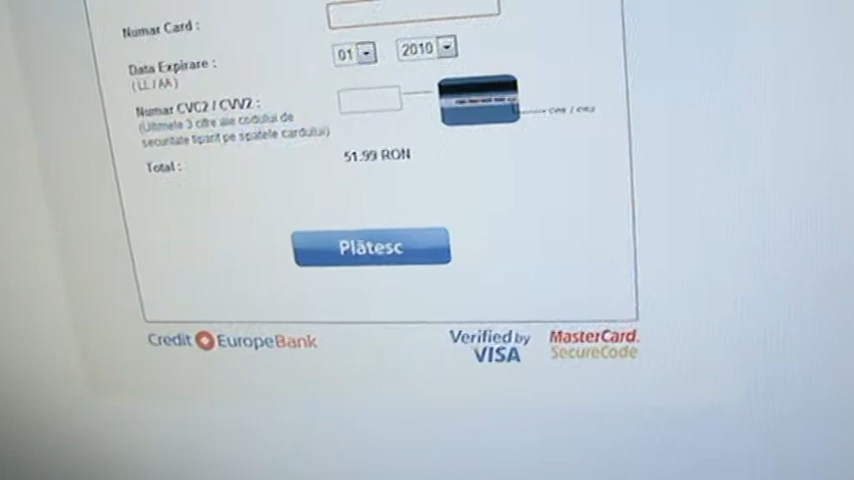 Numar Card :
Data Expirare : 01 2010
( LL / AA )
Numar CVC2 / CVV2 :
(Ultimele 3 cifre ale codului de
securitate tiparit pe spatele cardului)
Total : 51.99 RON
Plătesc
Credit EuropeBank
Verified by VISA
MasterCard. SecureCode